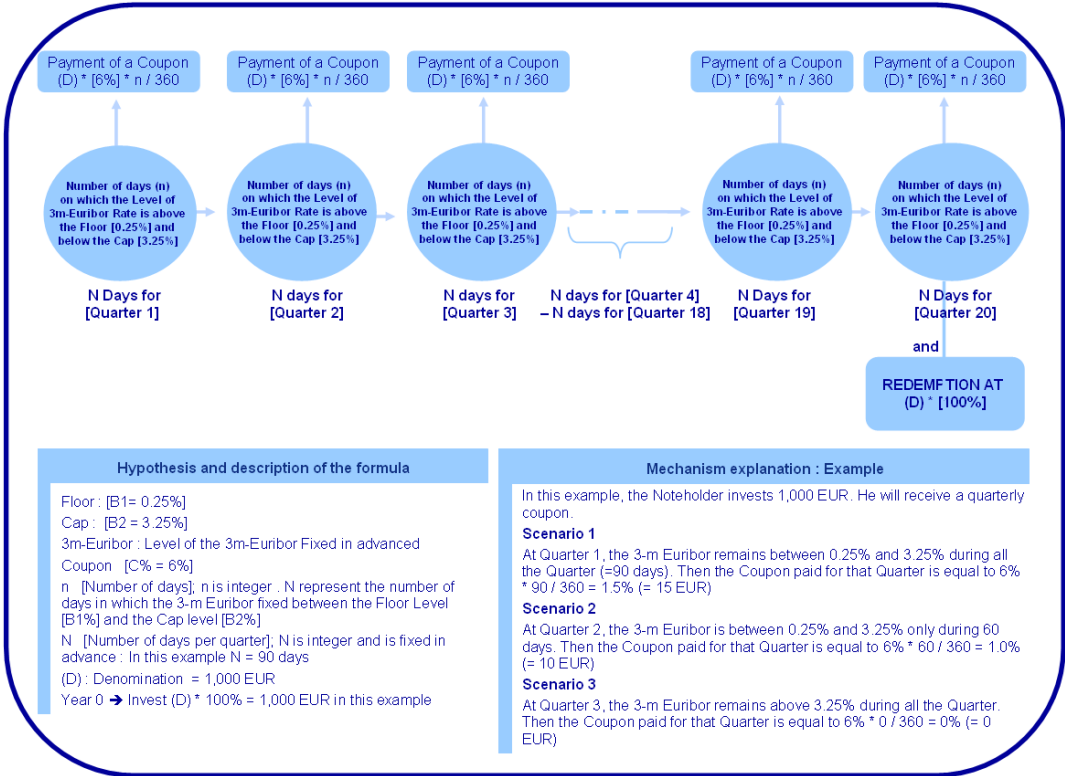 Payment of a Coupon
(D) * [6%] * n / 360
Payment of a Coupon
(D) * [6%] * n / 360
Payment of a Coupon
(D) * [6%] * n / 360
Payment of a Coupon
(D) * [6%] * n / 360
Payment of a Coupon
(D) * [6%] * n / 360
Number of days (n)
on which the Level of
3m-Euribor Rate is above
the Floor [0.25%] and
below the Cap [3.25%]
Number of days (n)
on which the Level of
3m-Euribor Rate is above
the Floor [0.25%] and
below the Cap [3.25%]
Number of days (n)
on which the Level of
3m-Euribor Rate is above
the Floor [0.25%] and
below the Cap [3.25%]
Number of days (n)
on which the Level of
3m-Euribor Rate is above
the Floor [0.25%] and
below the Cap [3.25%]
Number of days (n)
on which the Level of
3m-Euribor Rate is above
the Floor [0.25%] and
below the Cap [3.25%]
N Days for
[Quarter 1]
N days for
[Quarter 2]
N days for
[Quarter 3]
N days for [Quarter 4]
– N days for [Quarter 18]
N Days for
[Quarter 19]
N Days for
[Quarter 20]
and
REDEMPTION AT
(D) * [100%]
Hypothesis and description of the formula
Floor : [B1= 0.25%]
Cap : [B2 = 3.25%]
3m-Euribor : Level of the 3m-Euribor Fixed in advanced
Coupon [C% = 6%]
n [Number of days]; n is integer . N represent the number of
days in which the 3-m Euribor fixed between the Floor Level
[B1%] and the Cap level [B2%]
N [Number of days per quarter]; N is integer and is fixed in
advance : In this example N = 90 days
(D) : Denomination = 1,000 EUR
Year 0 ➔ Invest (D) * 100% = 1,000 EUR in this example
Mechanism explanation : Example
In this example, the Noteholder invests 1,000 EUR. He will receive a quarterly
coupon.
Scenario 1
At Quarter 1, the 3-m Euribor remains between 0.25% and 3.25% during all
the Quarter (=90 days). Then the Coupon paid for that Quarter is equal to 6%
* 90 / 360 = 1.5% (= 15 EUR)
Scenario 2
At Quarter 2, the 3-m Euribor is between 0.25% and 3.25% only during 60
days. Then the Coupon paid for that Quarter is equal to 6% * 60 / 360 = 1.0%
(= 10 EUR)
Scenario 3
At Quarter 3, the 3-m Euribor remains above 3.25% during all the Quarter.
Then the Coupon paid for that Quarter is equal to 6% * 0 / 360 = 0% (= 0
EUR)